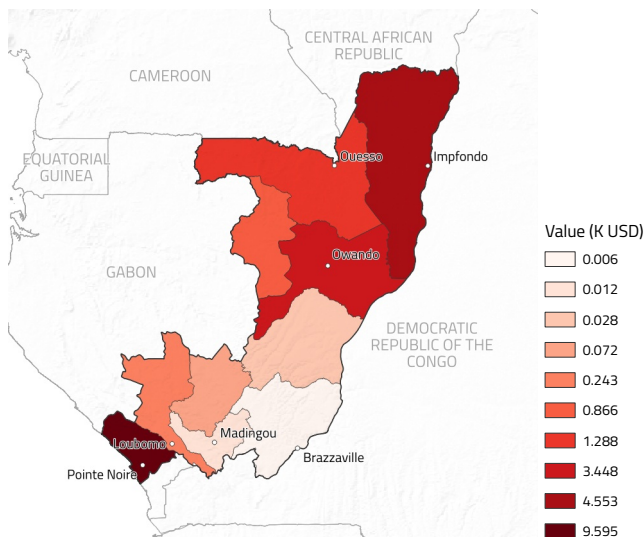 CENTRAL AFRICAN
REPUBLIC
CAMEROON
EQUATORIAL
GUINEA
Ouesso
Impfondo
GABON
Owando
DEMOCRATIC
REPUBLIC OF THE
CONGO
Loubomo
Madingou
Pointe Noire
Brazzaville
Value (K USD)
0.006
0.012
0.028
0.072
0.243
0.866
1.288
3.448
4.553
9.595